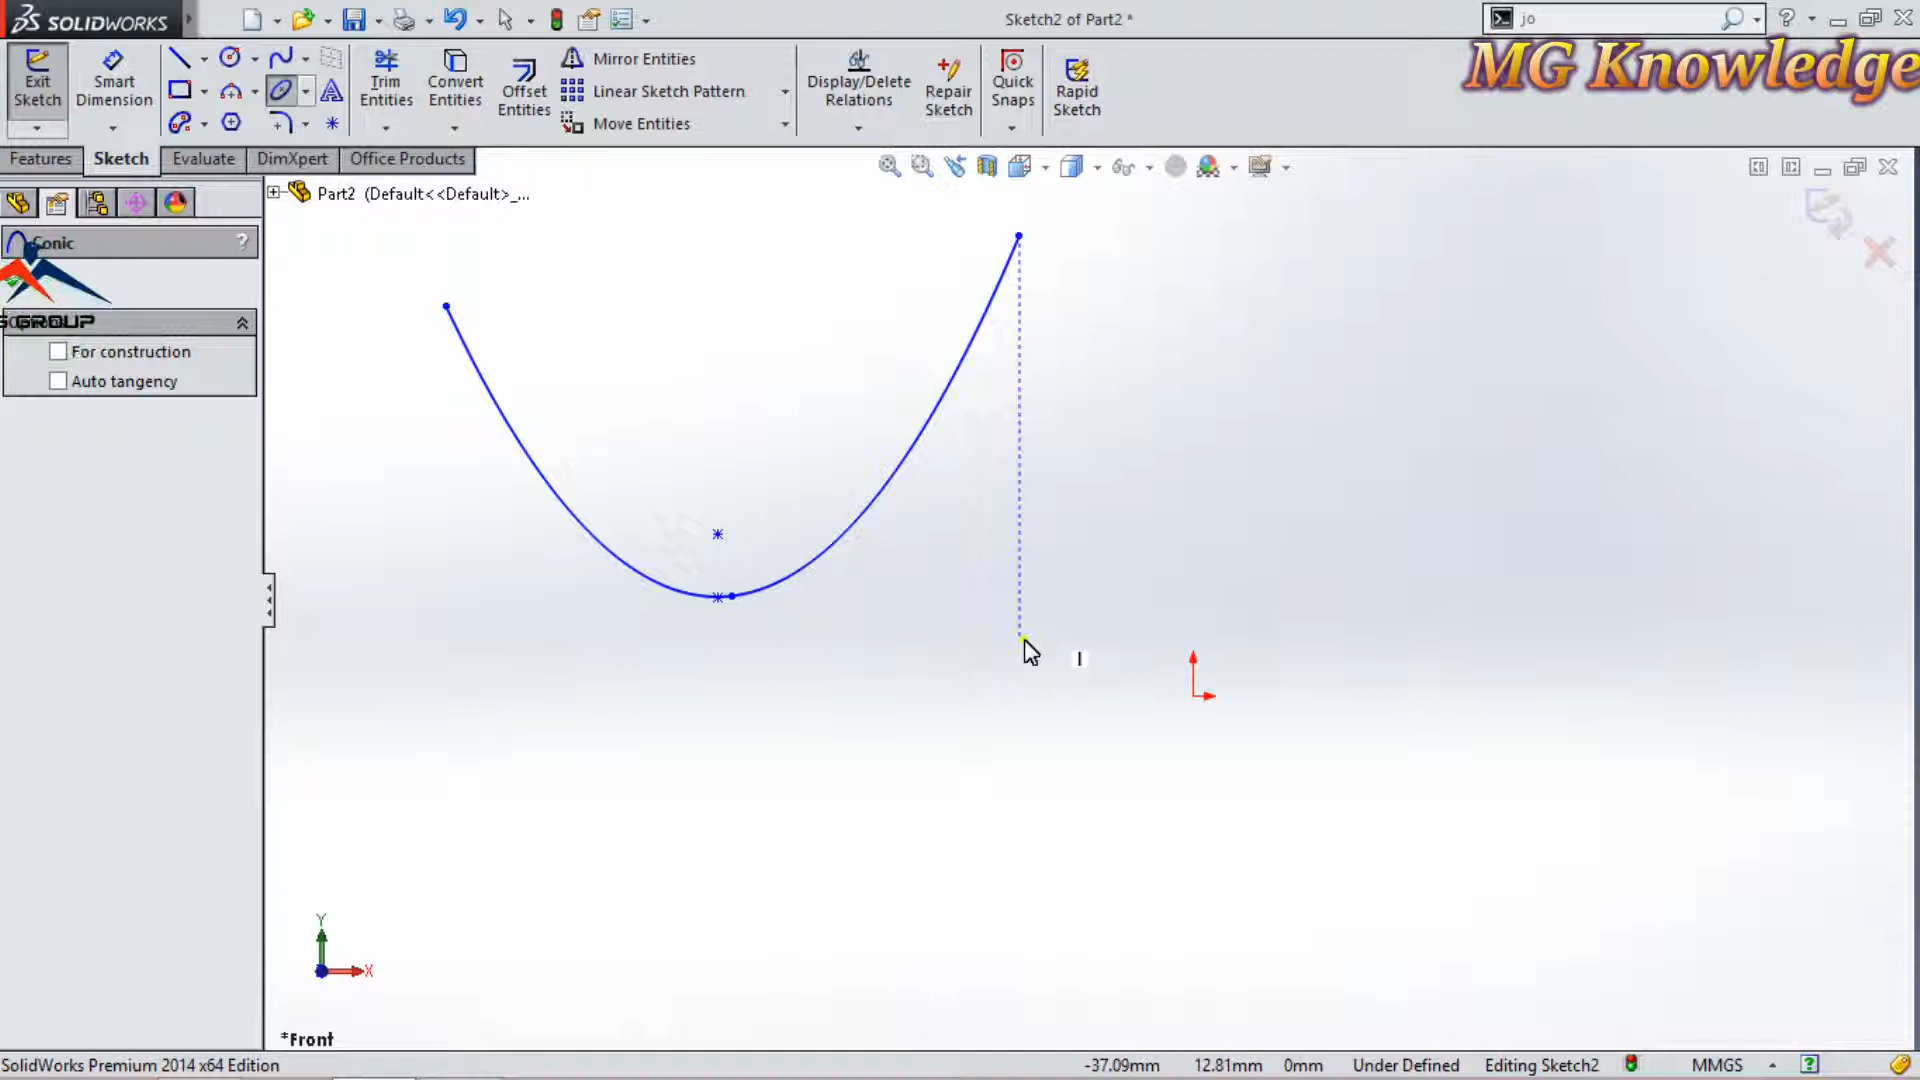 SOLIDWORKS
Sketch2 of Part2 *
jo
MG Knowledge
Exit Sketch
Smart Dimension
Trim Entities
Convert Entities
Offset Entities
Mirror Entities
Linear Sketch Pattern
Move Entities
Display/Delete Relations
Repair Sketch
Quick Snaps
Rapid Sketch
Features
Sketch
Evaluate
DimXpert
Office Products
Part2 (Default<<Default>_...
Conic
?
GROUP
For construction
Auto tangency
Y
X
*Front
SolidWorks Premium 2014 x64 Edition
-37.09mm
12.81mm
0mm
Under Defined
Editing Sketch2
MMGS